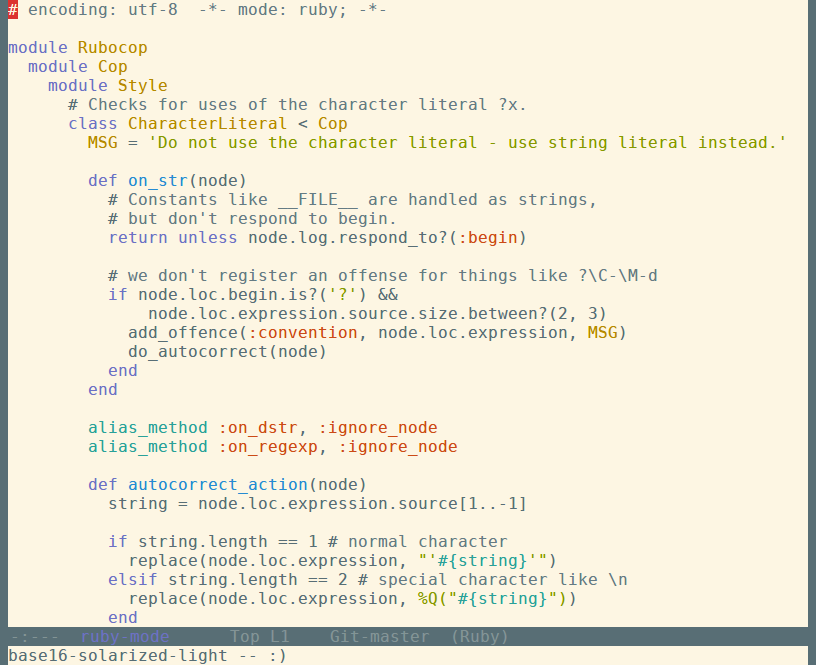 # encoding: utf-8  -*- mode: ruby; -*-

module Rubocop
  module Cop
    module Style
      # Checks for uses of the character literal ?x.
      class CharacterLiteral < Cop
        MSG = 'Do not use the character literal - use string literal instead.'

        def on_str(node)
          # Constants like __FILE__ are handled as strings,
          # but don't respond to begin.
          return unless node.log.respond_to?(:begin)

          # we don't register an offense for things like ?\C-\M-d
          if node.loc.begin.is?('?') &&
              node.loc.expression.source.size.between?(2, 3)
            add_offence(:convention, node.loc.expression, MSG)
            do_autocorrect(node)
          end
        end

        alias_method :on_dstr, :ignore_node
        alias_method :on_regexp, :ignore_node

        def autocorrect_action(node)
          string = node.loc.expression.source[1..-1]

          if string.length == 1 # normal character
            replace(node.loc.expression, "'#{string}'")
          elsif string.length == 2 # special character like \n
            replace(node.loc.expression, %Q("#{string}"))
          end
-:---  ruby-mode      Top L1    Git-master  (Ruby)
base16-solarized-light -- :)